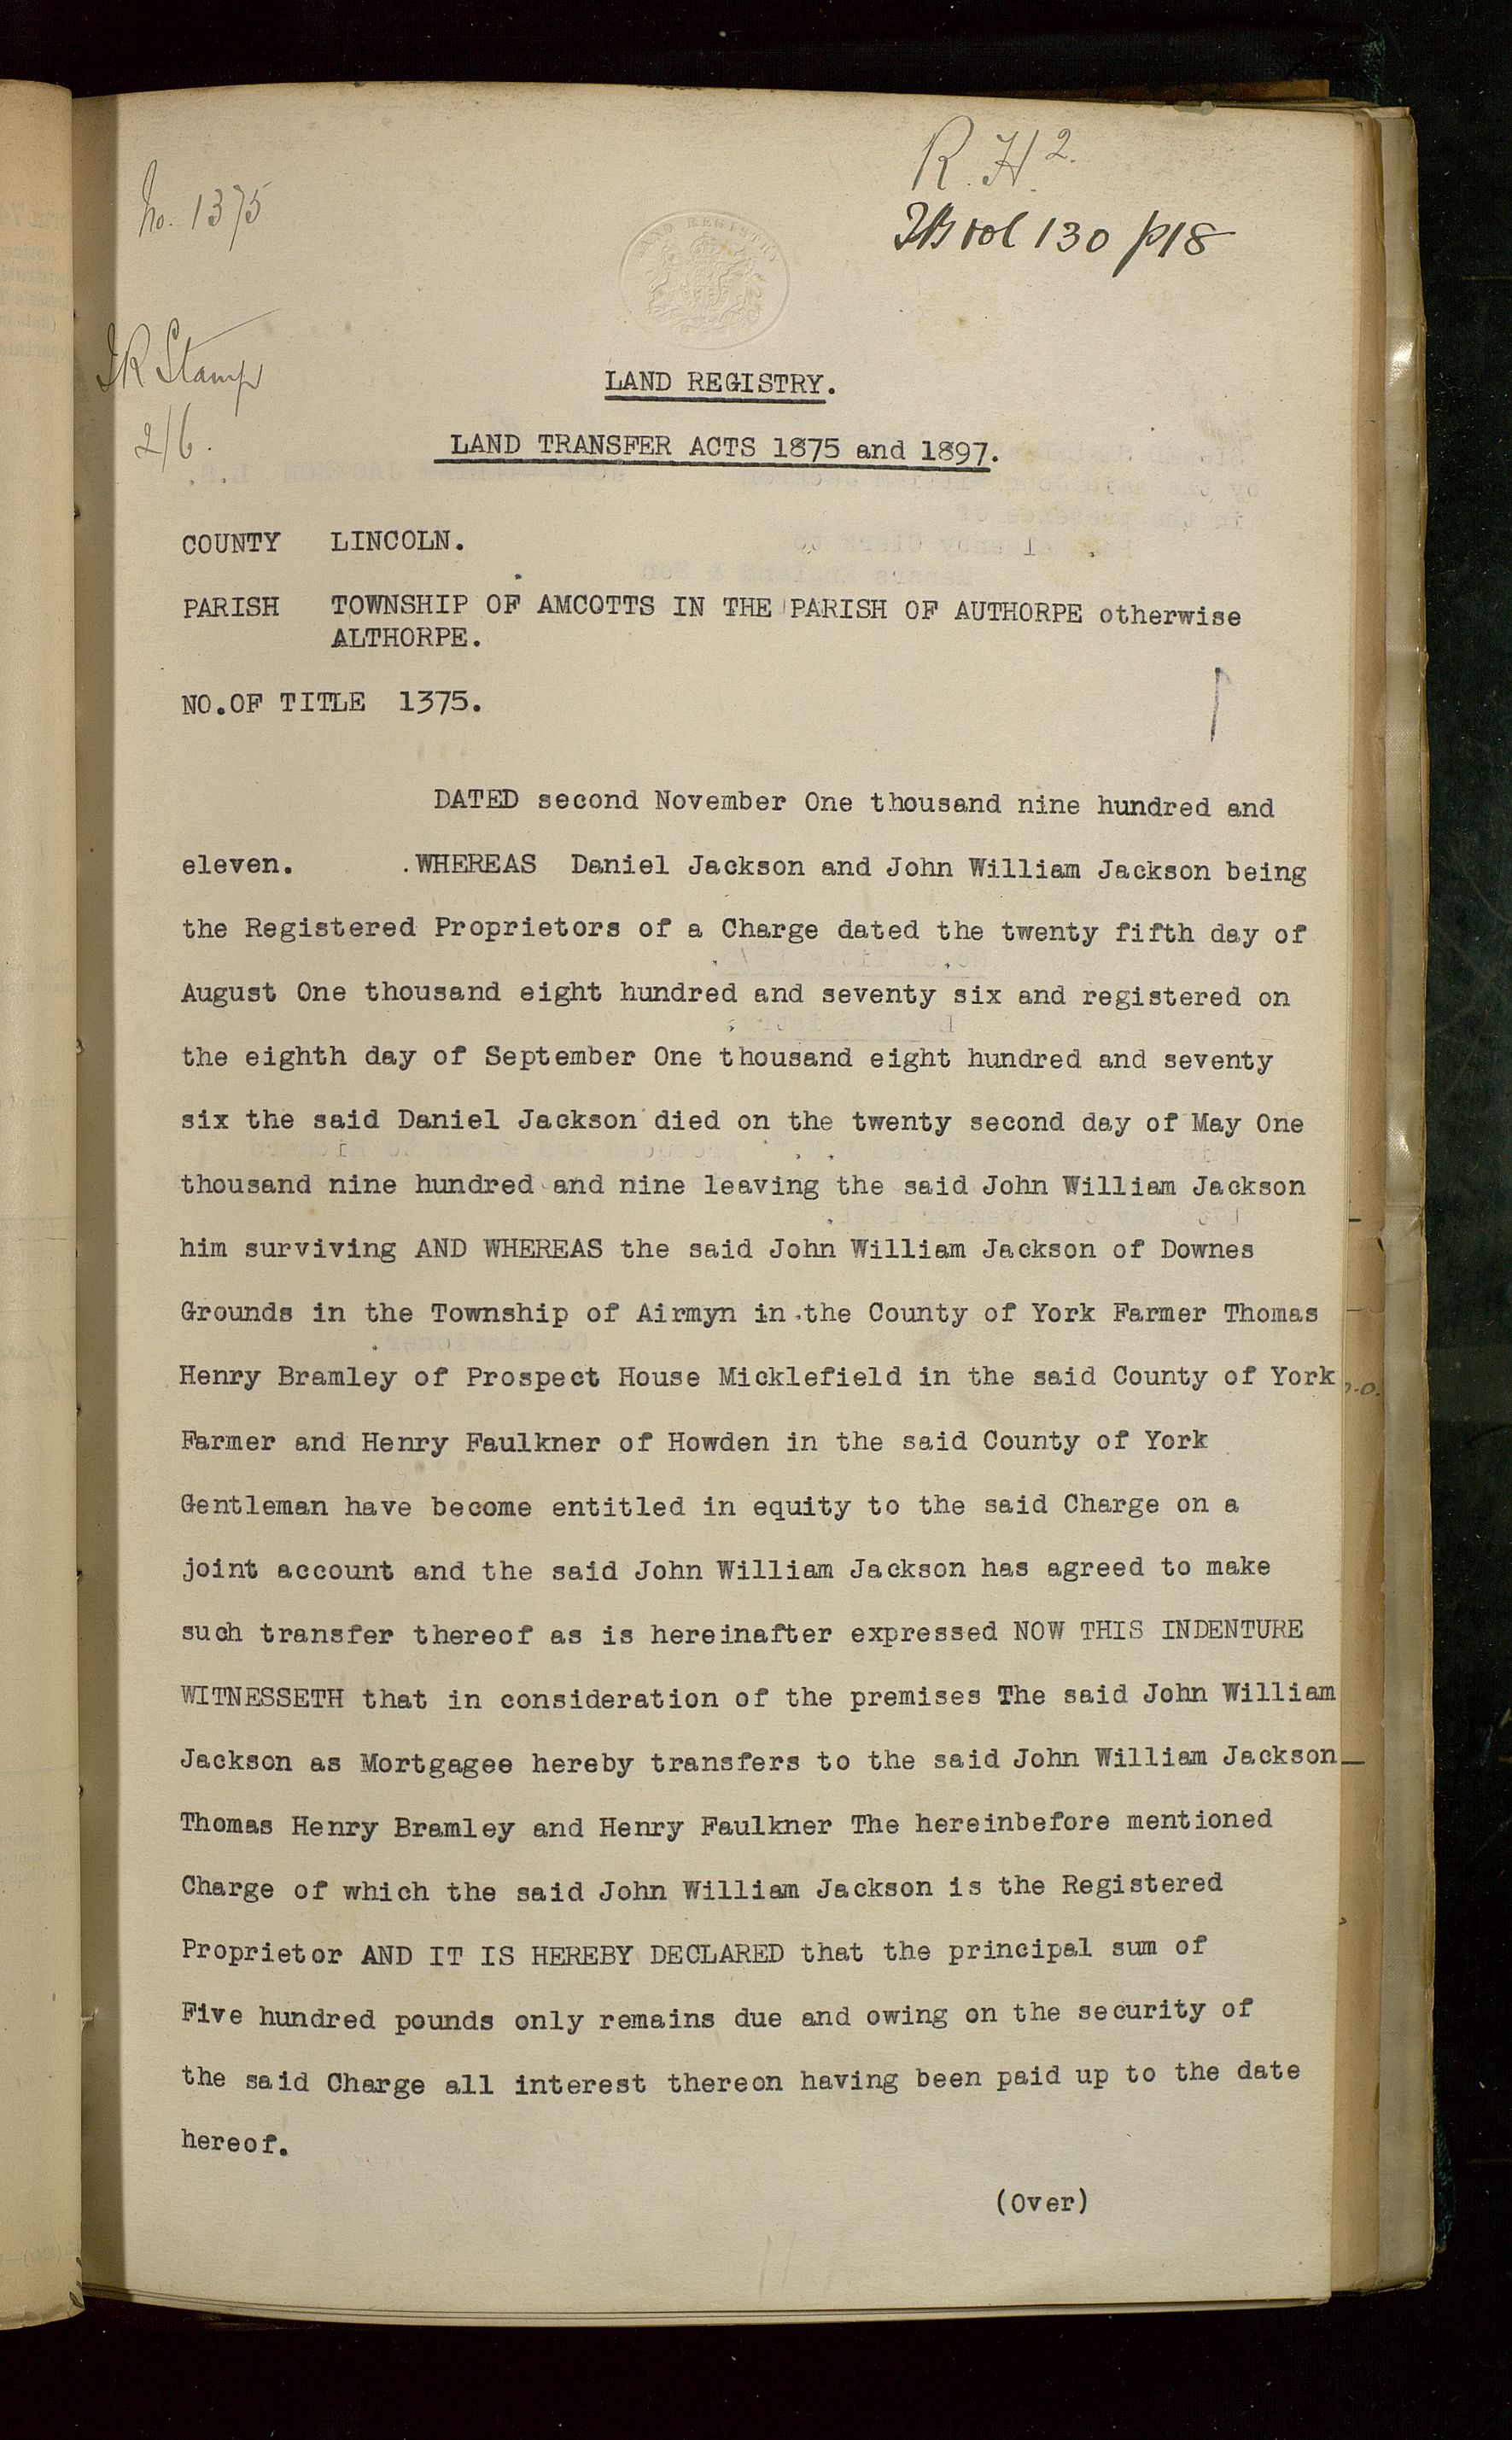 No. 1375
R. H 2.
vol 130 p18
LAND REGISTRY
IR Stamp
2/6.
LAND REGISTRY.
LAND TRANSFER ACTS 1875 and 1897.
COUNTY LINCOLN.
PARISH TOWNSHIP OF AMCOTTS IN THE PARISH OF AUTHORPE otherwise
ALTHORPE.
NO.OF TITLE 1375.
DATED second November One thousand nine hundred and
eleven. .WHEREAS Daniel Jackson and John William Jackson being
the Registered Proprietors of a Charge dated the twenty fifth day of
August One thousand eight hundred and seventy six and registered on
the eighth day of September One thousand eight hundred and seventy
six the said Daniel Jackson died on the twenty second day of May One
thousand nine hundred and nine leaving the said John William Jackson
him surviving AND WHEREAS the said John William Jackson of Downes
Grounds in the Township of Airmyn in the County of York Farmer Thomas
Henry Bramley of Prospect House Micklefield in the said County of York
Farmer and Henry Faulkner of Howden in the said County of York
Gentleman have become entitled in equity to the said Charge on a
joint account and the said John William Jackson has agreed to make
such transfer thereof as is hereinafter expressed NOW THIS INDENTURE
WITNESSETH that in consideration of the premises The said John William
Jackson as Mortgagee hereby transfers to the said John William Jackson
Thomas Henry Bramley and Henry Faulkner The hereinbefore mentioned
Charge of which the said John William Jackson is the Registered
Proprietor AND IT IS HEREBY DECLARED that the principal sum of
Five hundred pounds only remains due and owing on the security of
the said Charge all interest thereon having been paid up to the date
hereof.
(Over)